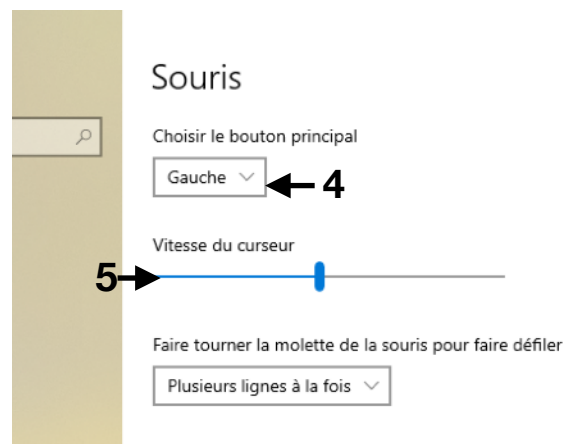 Souris
Choisir le bouton principal
Gauche
4
Vitesse du curseur
5
Faire tourner la molette de la souris pour faire défiler
Plusieurs lignes à la fois